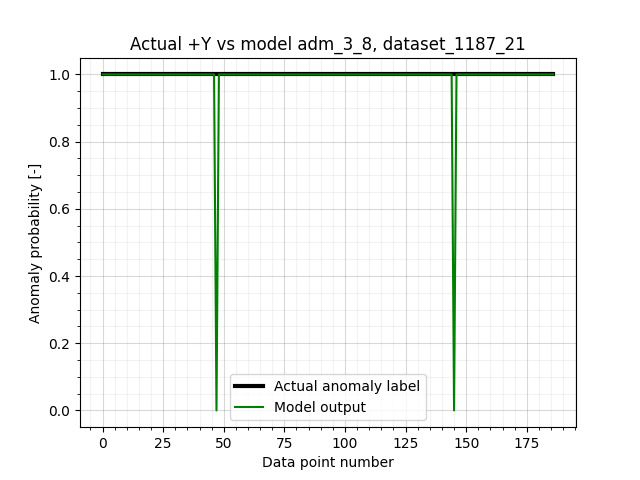 Actual +Y vs model adm_3_8, dataset_1187_21
1.0
0.8
0.6
0.4
0.2
0.0
Anomaly probability [-]
Actual anomaly label
Model output
0 25 50 75 100 125 150 175
Data point number